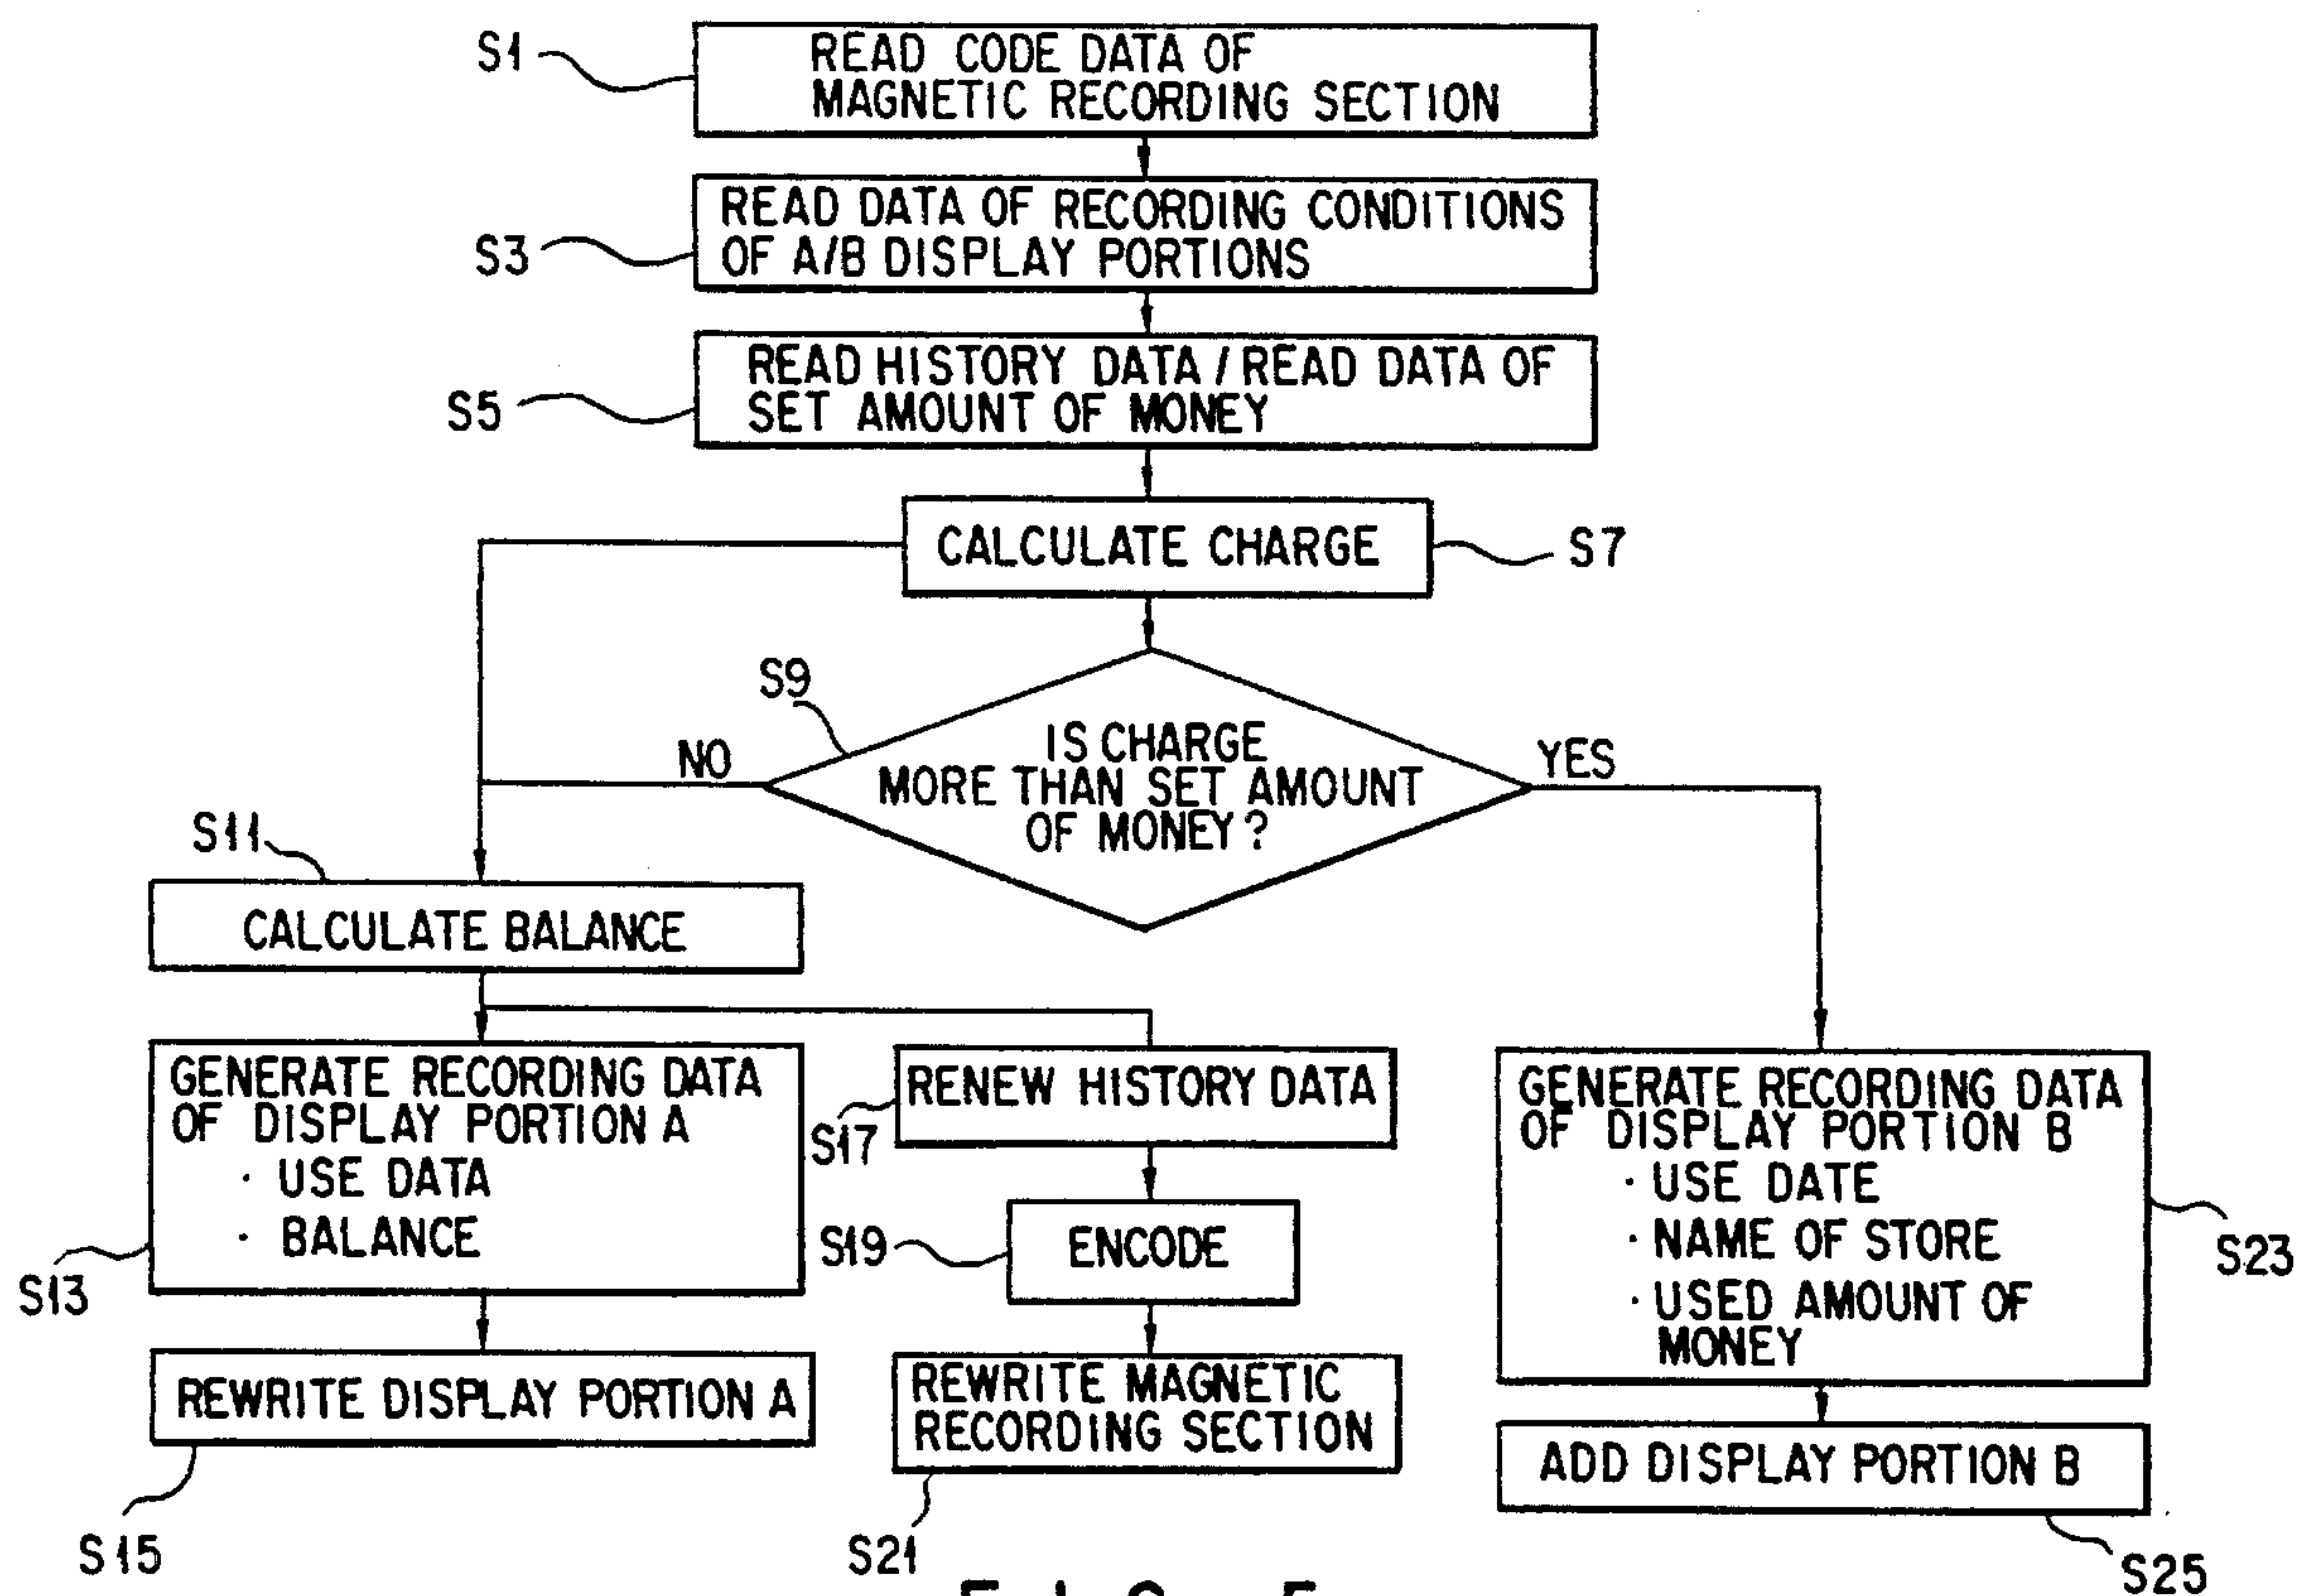 S1
READ CODE DATA OF
MAGNETIC RECORDING SECTION
S3
READ DATA OF RECORDING CONDITIONS
OF A/B DISPLAY PORTIONS
S5
READ HISTORY DATA / READ DATA OF
SET AMOUNT OF MONEY
CALCULATE CHARGE
S7
S9
IS CHARGE
MORE THAN SET AMOUNT
OF MONEY?
NO
YES
S11
CALCULATE BALANCE
GENERATE RECORDING DATA
OF DISPLAY PORTION A
· USE DATA
· BALANCE
S13
REWRITE DISPLAY PORTION A
S15
RENEW HISTORY DATA
S17
S19
ENCODE
REWRITE MAGNETIC
RECORDING SECTION
S21
GENERATE RECORDING DATA
OF DISPLAY PORTION B
· USE DATE
· NAME OF STORE
· USED AMOUNT OF
MONEY
S23
ADD DISPLAY PORTION B
S25